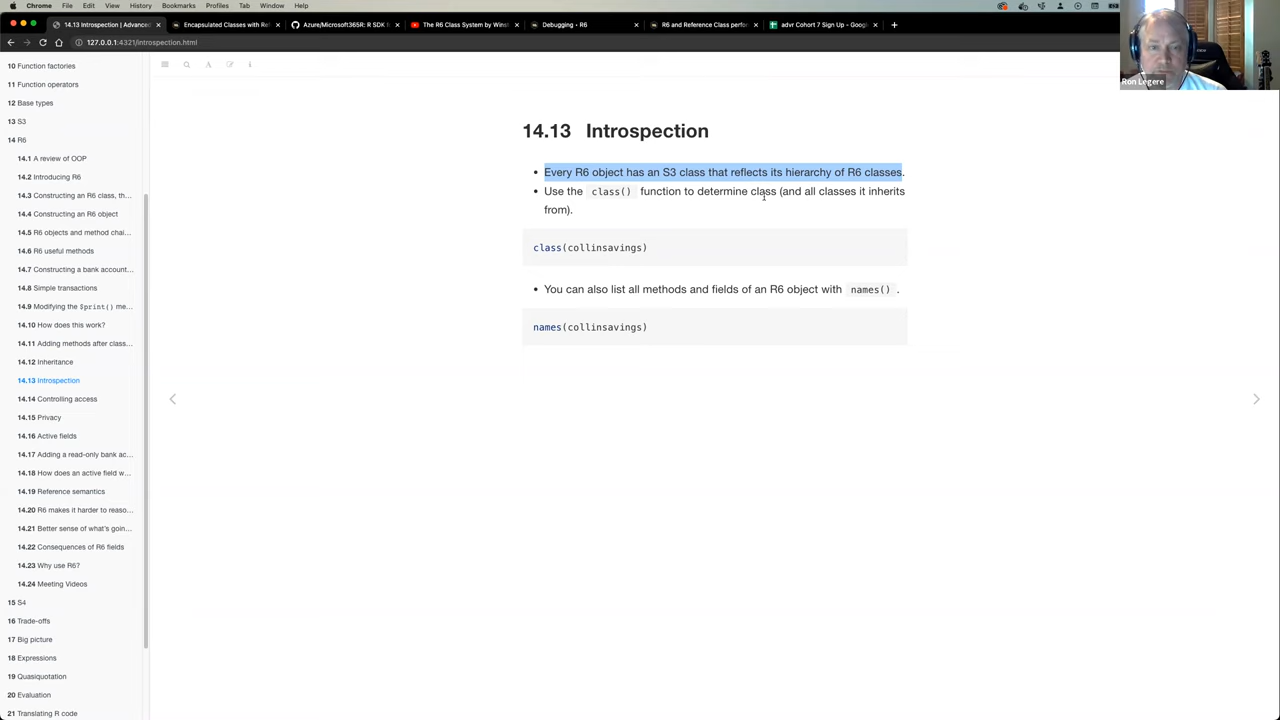 Chrome File Edit View History Bookmarks Profiles Tab Window Help
14.13 Introspection | Advanced
Encapsulated Classes with Ref
Azure/Microsoft365R: R SDK fo
The R6 Class System by Winst
Debugging • R6
R6 and Reference Class perfo
advr Cohort 7 Sign Up - Googl
127.0.0.1:4321/introspection.html
Ron Legere
10 Function factories
11 Function operators
12 Base types
13 S3
14 R6
14.1 A review of OOP
14.2 Introducing R6
14.3 Constructing an R6 class, th…
14.4 Constructing an R6 object
14.5 R6 objects and method chai…
14.6 R6 useful methods
14.7 Constructing a bank account…
14.8 Simple transactions
14.9 Modifying the $print() me…
14.10 How does this work?
14.11 Adding methods after class…
14.12 Inheritance
14.13 Introspection
14.14 Controlling access
14.15 Privacy
14.16 Active fields
14.17 Adding a read-only bank ac…
14.18 How does an active field w…
14.19 Reference semantics
14.20 R6 makes it harder to reaso…
14.21 Better sense of what's goin…
14.22 Consequences of R6 fields
14.23 Why use R6?
14.24 Meeting Videos
15 S4
16 Trade-offs
17 Big picture
18 Expressions
19 Quasiquotation
20 Evaluation
21 Translating R code
14.13 Introspection
• Every R6 object has an S3 class that reflects its hierarchy of R6 classes.
• Use the class() function to determine class (and all classes it inherits
from).
class(collinsavings)
• You can also list all methods and fields of an R6 object with names() .
names(collinsavings)